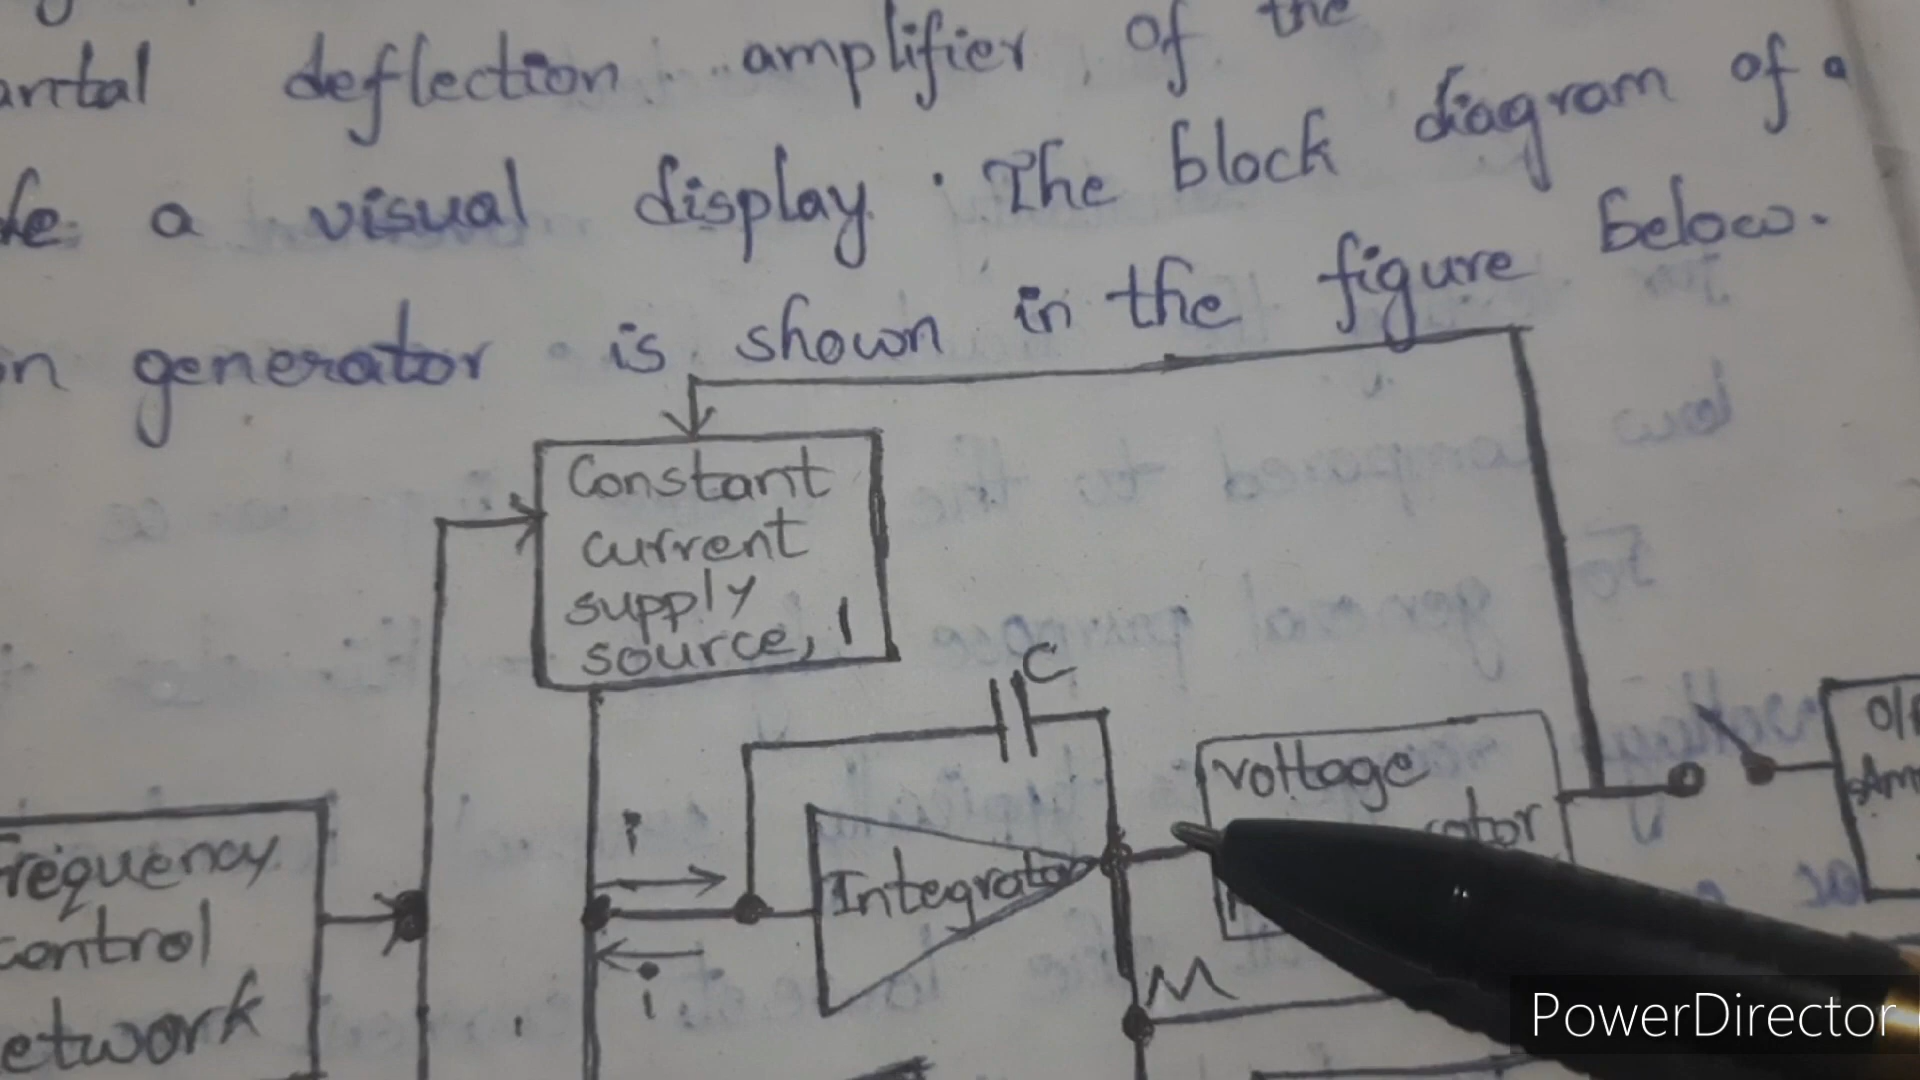 deflection amplifier of the
a visual display. The block diagram of a
generator is shown in the figure below.
Constant
current
supply
source, I
C
voltage
i
Integrator
i
M
Frequency
control
network
PowerDirector